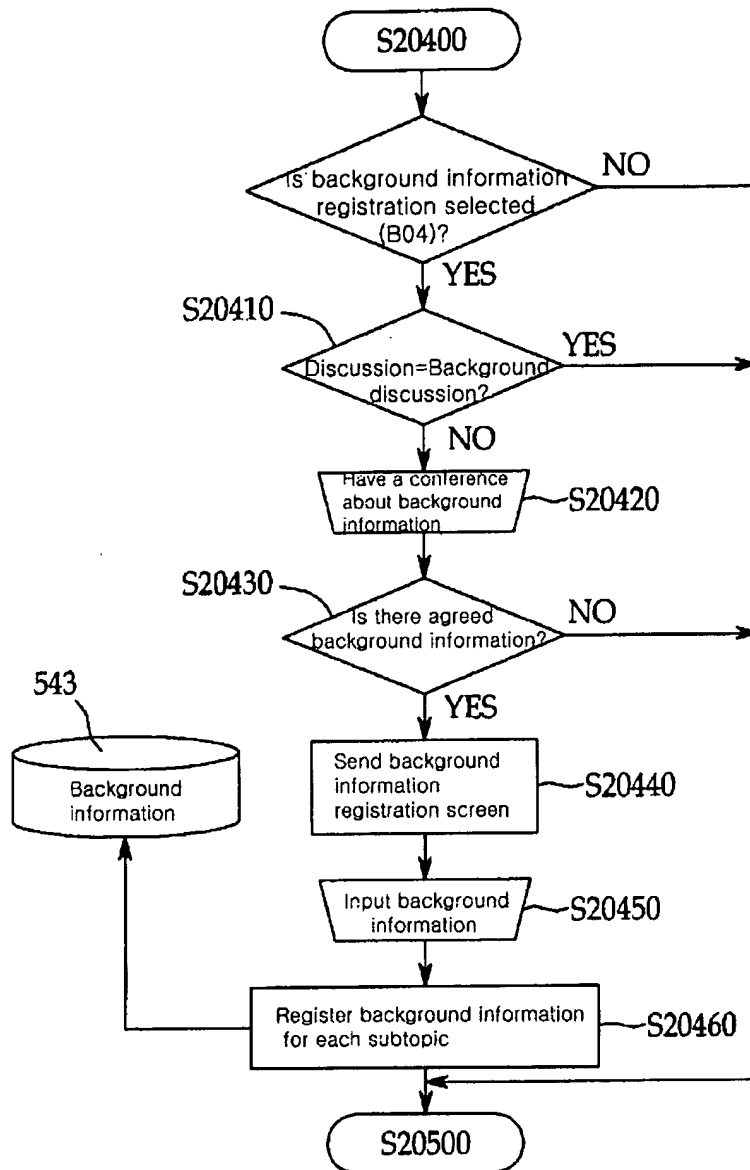 S20400
Is background information
registration selected
(B04)?
NO
YES
S20410
Discussion=Background
discussion?
YES
NO
Have a conference
about background
information
S20420
S20430
Is there agreed
background information?
NO
YES
543
Background
information
Send background
information
registration screen
S20440
Input background
information
S20450
Register background information
for each subtopic
S20460
S20500